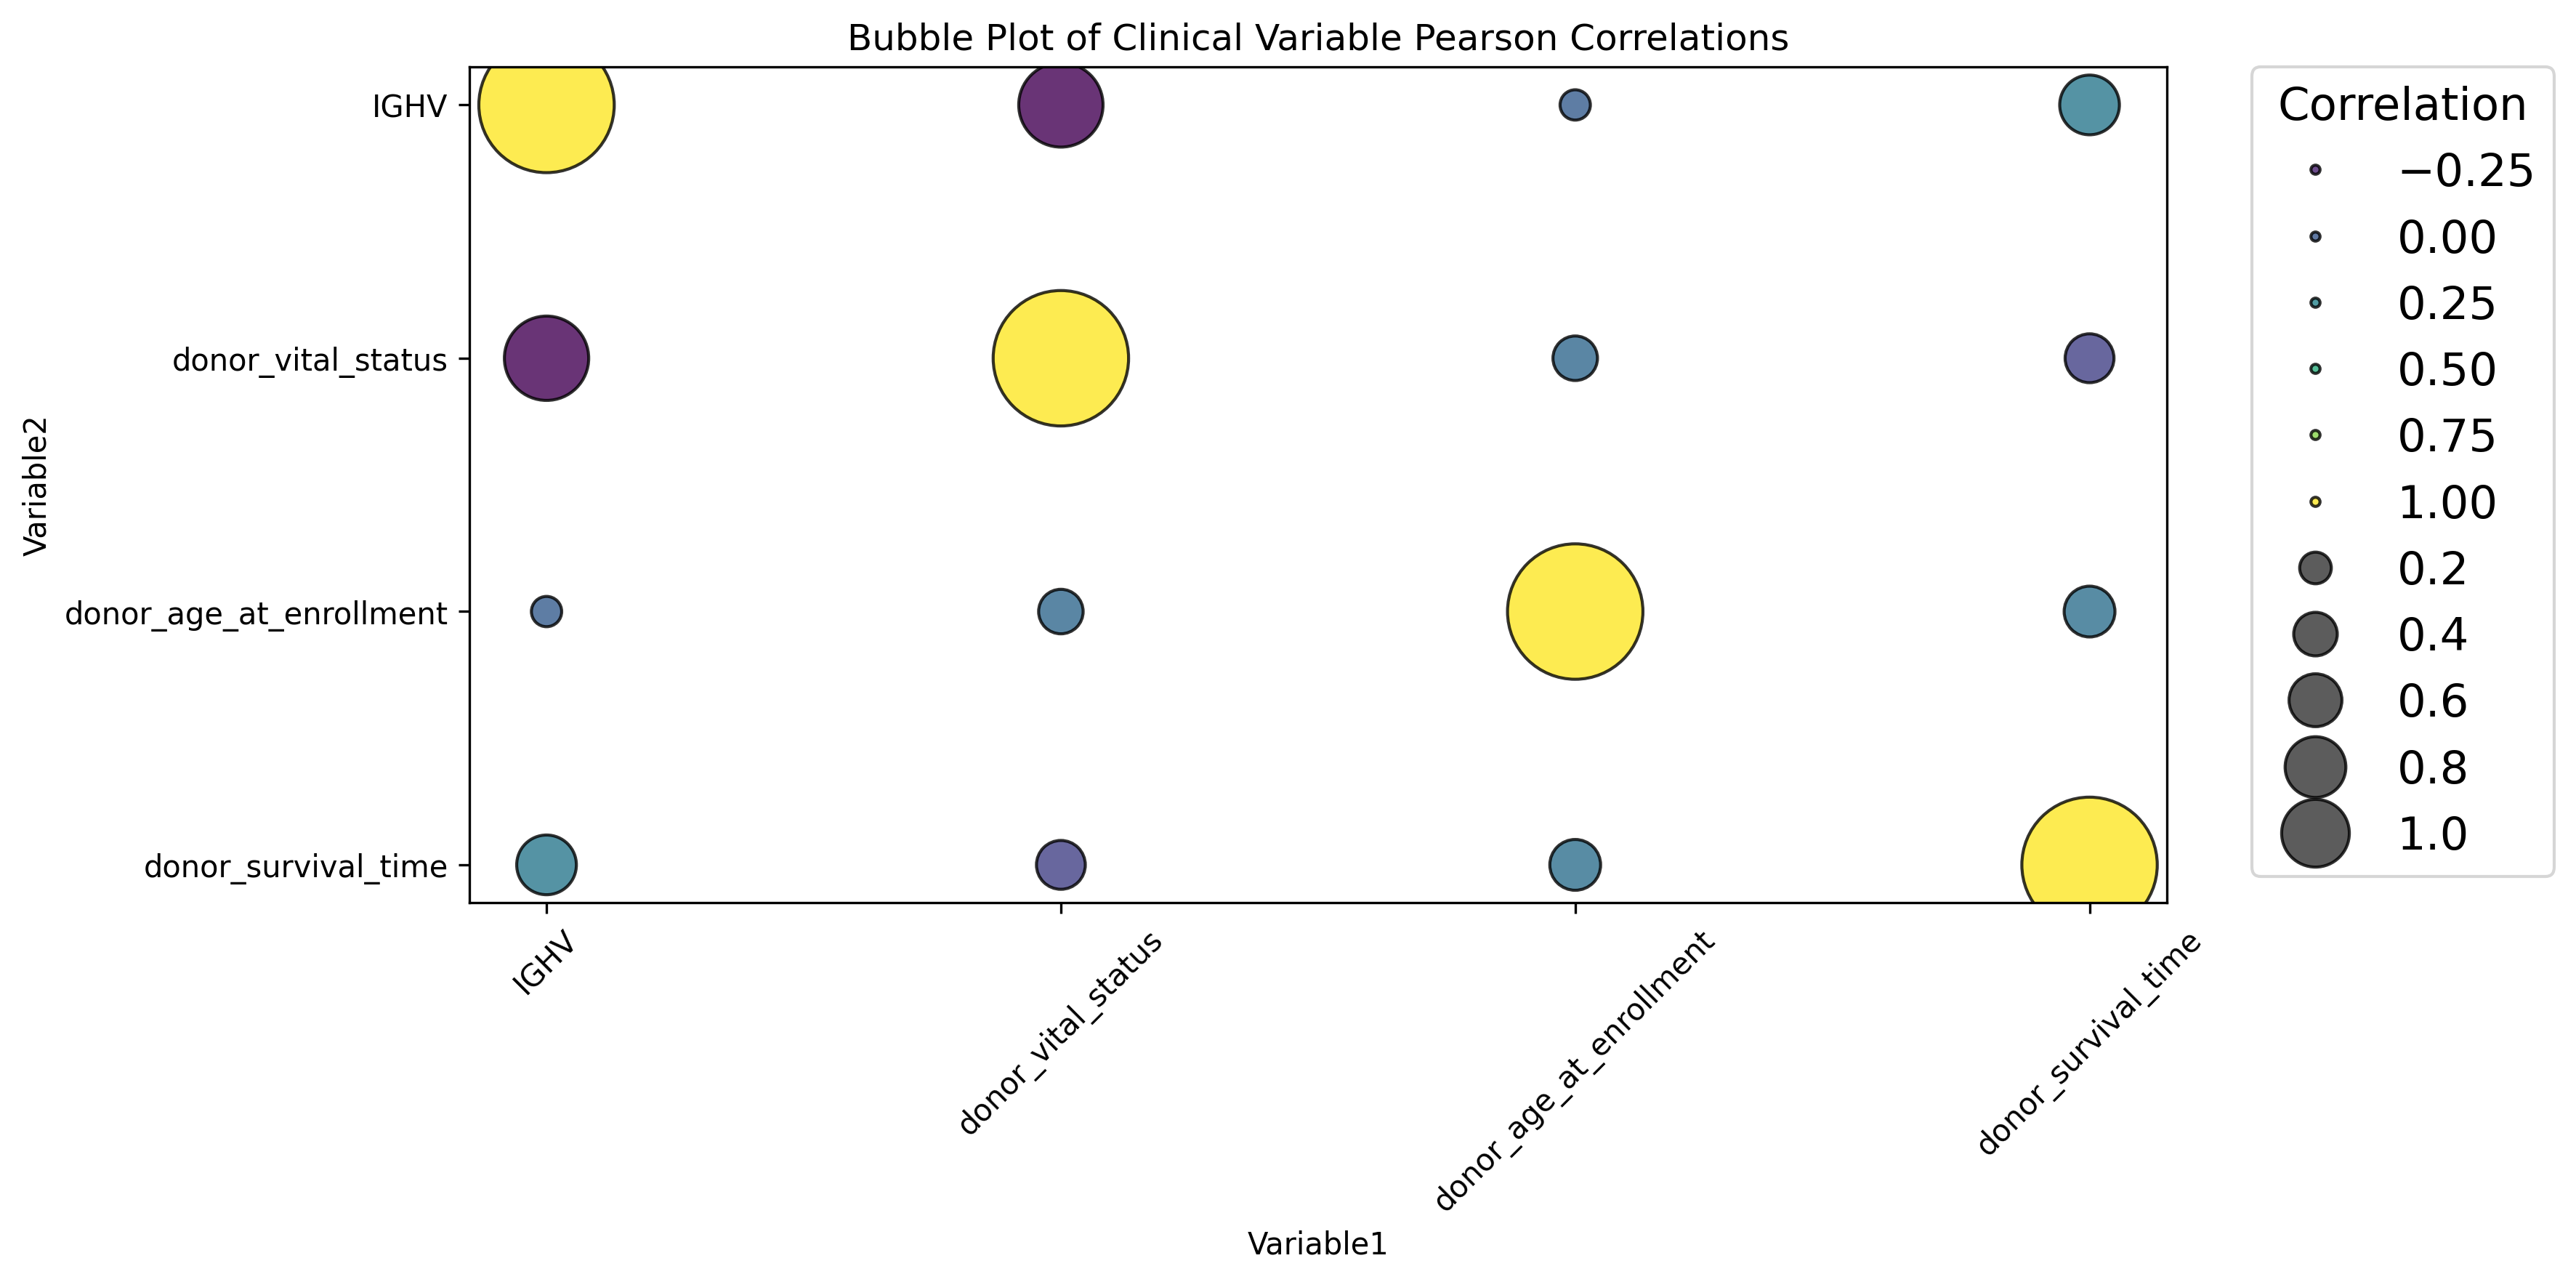 Bubble Plot of Clinical Variable Pearson Correlations
Variable2
IGHV
donor_vital_status
donor_age_at_enrollment
donor_survival_time
IGHV
donor_vital_status
donor_age_at_enrollment
donor_survival_time
Variable1
Correlation
−0.25
0.00
0.25
0.50
0.75
1.00
0.2
0.4
0.6
0.8
1.0